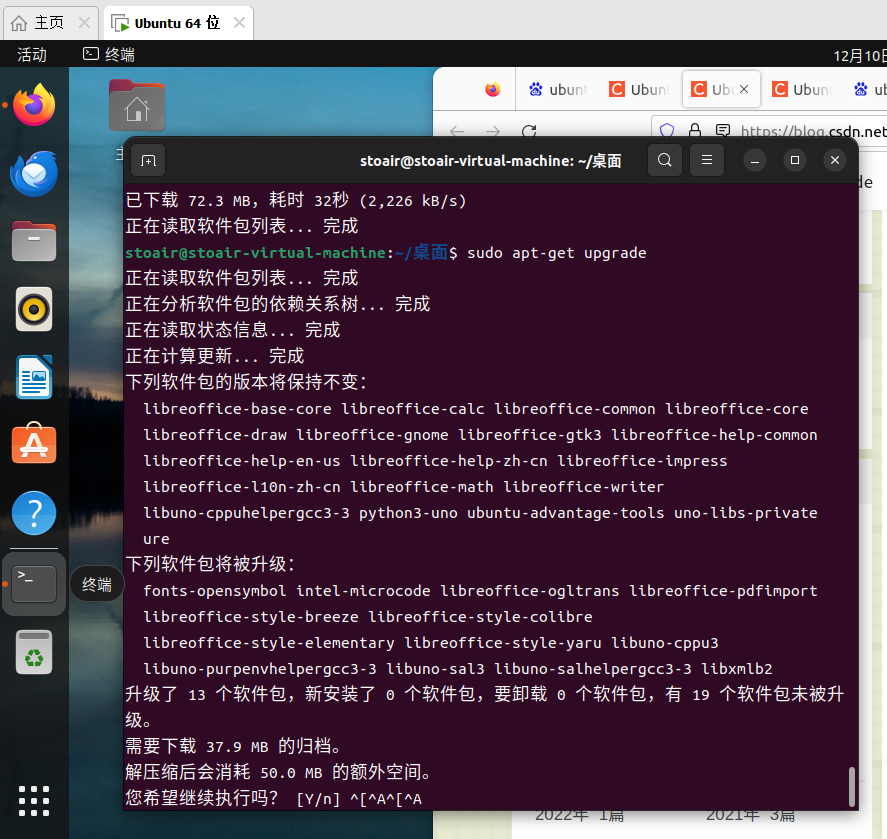 主页
Ubuntu 64 位
活动
终端
12月10日
ubun
Ubun
Ub
Ubun
ub
https://blog.csdn.net
stoair@stoair-virtual-machine: ~/桌面
de
已下载 72.3 MB，耗时 32秒 (2,226 kB/s)
正在读取软件包列表... 完成
stoair@stoair-virtual-machine:~/桌面$ sudo apt-get upgrade
正在读取软件包列表... 完成
正在分析软件包的依赖关系树... 完成
正在读取状态信息... 完成
正在计算更新... 完成
下列软件包的版本将保持不变：
libreoffice-base-core libreoffice-calc libreoffice-common libreoffice-core
libreoffice-draw libreoffice-gnome libreoffice-gtk3 libreoffice-help-common
libreoffice-help-en-us libreoffice-help-zh-cn libreoffice-impress
libreoffice-l10n-zh-cn libreoffice-math libreoffice-writer
libuno-cppuhelpergcc3-3 python3-uno ubuntu-advantage-tools uno-libs-private
ure
下列软件包将被升级：
终端
fonts-opensymbol intel-microcode libreoffice-ogltrans libreoffice-pdfimport
libreoffice-style-breeze libreoffice-style-colibre
libreoffice-style-elementary libreoffice-style-yaru libuno-cppu3
libuno-purpenvhelpergcc3-3 libuno-sal3 libuno-salhelpergcc3-3 libxmlb2
升级了 13 个软件包，新安装了 0 个软件包，要卸载 0 个软件包，有 19 个软件包未被升
级。
需要下载 37.9 MB 的归档。
解压缩后会消耗 50.0 MB 的额外空间。
您希望继续执行吗？ [Y/n] ^[^A^[^A
2022年 1篇
2021年 3篇